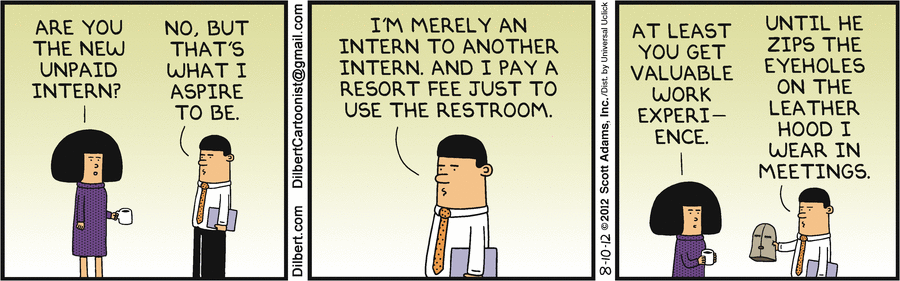 ARE YOU
THE NEW
UNPAID
INTERN?
NO, BUT
THAT'S
WHAT I
ASPIRE
TO BE.
Dilbert.com DilbertCartoonist@gmail.com
I'M MERELY AN
INTERN TO ANOTHER
INTERN. AND I PAY A
RESORT FEE JUST TO
USE THE RESTROOM.
8-10-12 ©2012 Scott Adams, Inc. /Dist. by Universal Uclick
AT LEAST
YOU GET
VALUABLE
WORK
EXPERI-
ENCE.
UNTIL HE
ZIPS THE
EYEHOLES
ON THE
LEATHER
HOOD I
WEAR IN
MEETINGS.